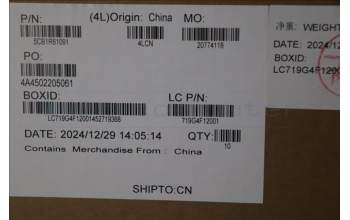 P/N: (4L)Origin: China MO:
5CB1R61091 4LCN 20774118
PO:
4A4502205061
BOXID: LC P/N:
LC719G4F12001452719368 719G4F12001
DATE: 2024/12/29 14:05:14 QTY:
10
Contains Merchandise From : China
SHIPTO:CN
净重: WEIGHT
DATE: 2024/12
BOXID:
LC719G4F1200